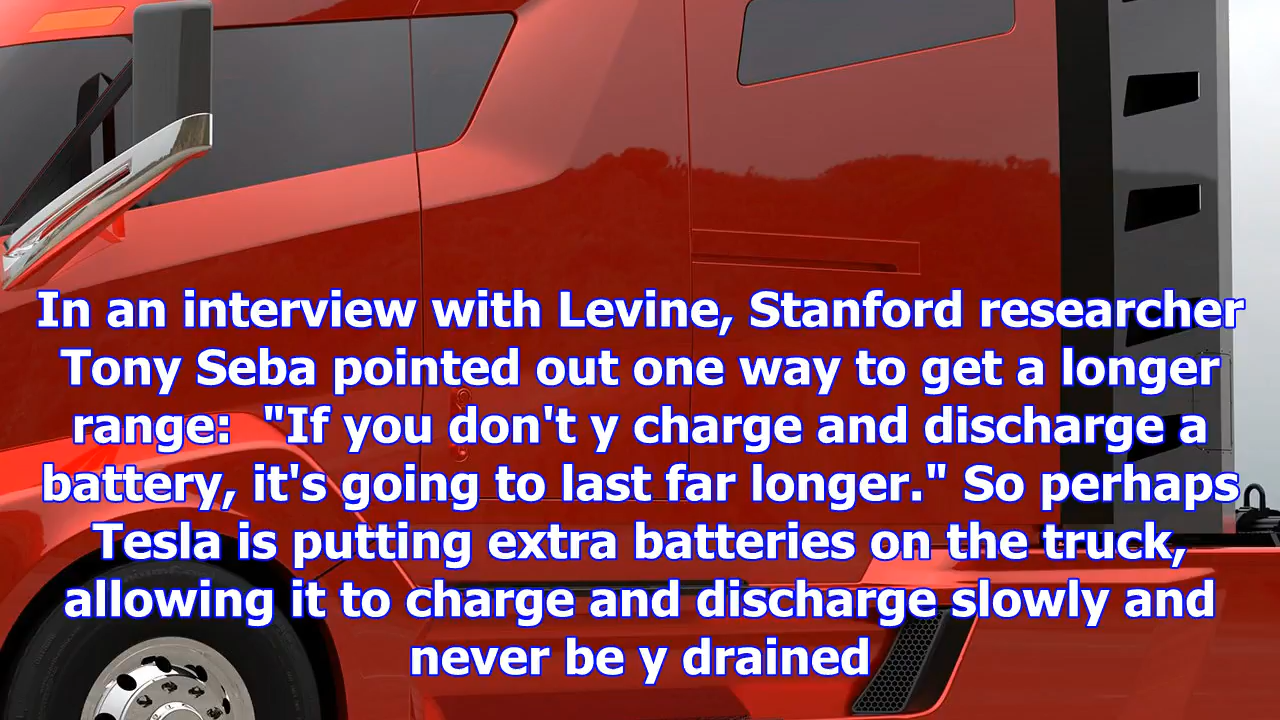 In an interview with Levine, Stanford researcher
Tony Seba pointed out one way to get a longer
range:   "If you don't y charge and discharge a
battery, it's going to last far longer." So perhaps
Tesla is putting extra batteries on the truck,
allowing it to charge and discharge slowly and
never be y drained